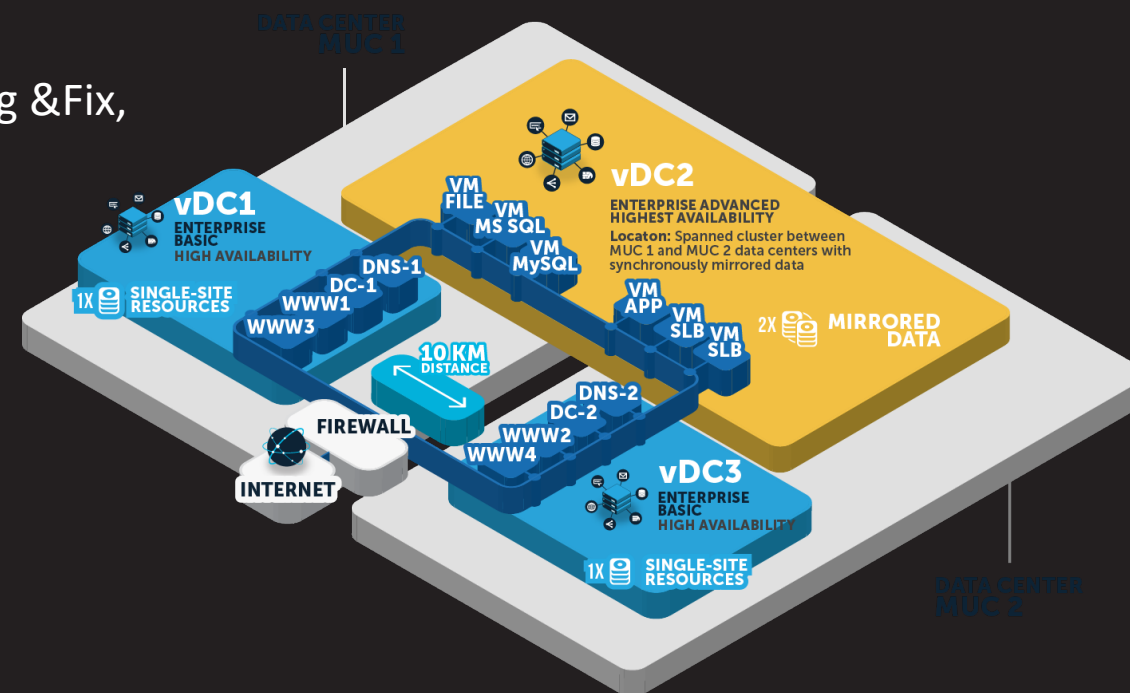 DATA CENTER
MUC 1
g &Fix,
vDC1
ENTERPRISE
BASIC
HIGH AVAILABILITY
1X
SINGLE-SITE
RESOURCES
DNS-1
DC-1
WWW1
WWW3
vDC2
ENTERPRISE ADVANCED
HIGHEST AVAILABILITY
Locaton: Spanned cluster between
MUC 1 and MUC 2 data centers with
synchronously mirrored data
VM
FILE
VM
MS SQL
VM
MySQL
VM
APP
VM
SLB
VM
SLB
2X
MIRRORED
DATA
10 KM
DISTANCE
FIREWALL
INTERNET
DNS-2
DC-2
WWW2
WWW4
vDC3
ENTERPRISE
BASIC
HIGH AVAILABILITY
1X
SINGLE-SITE
RESOURCES
DATA CENTER
MUC 2